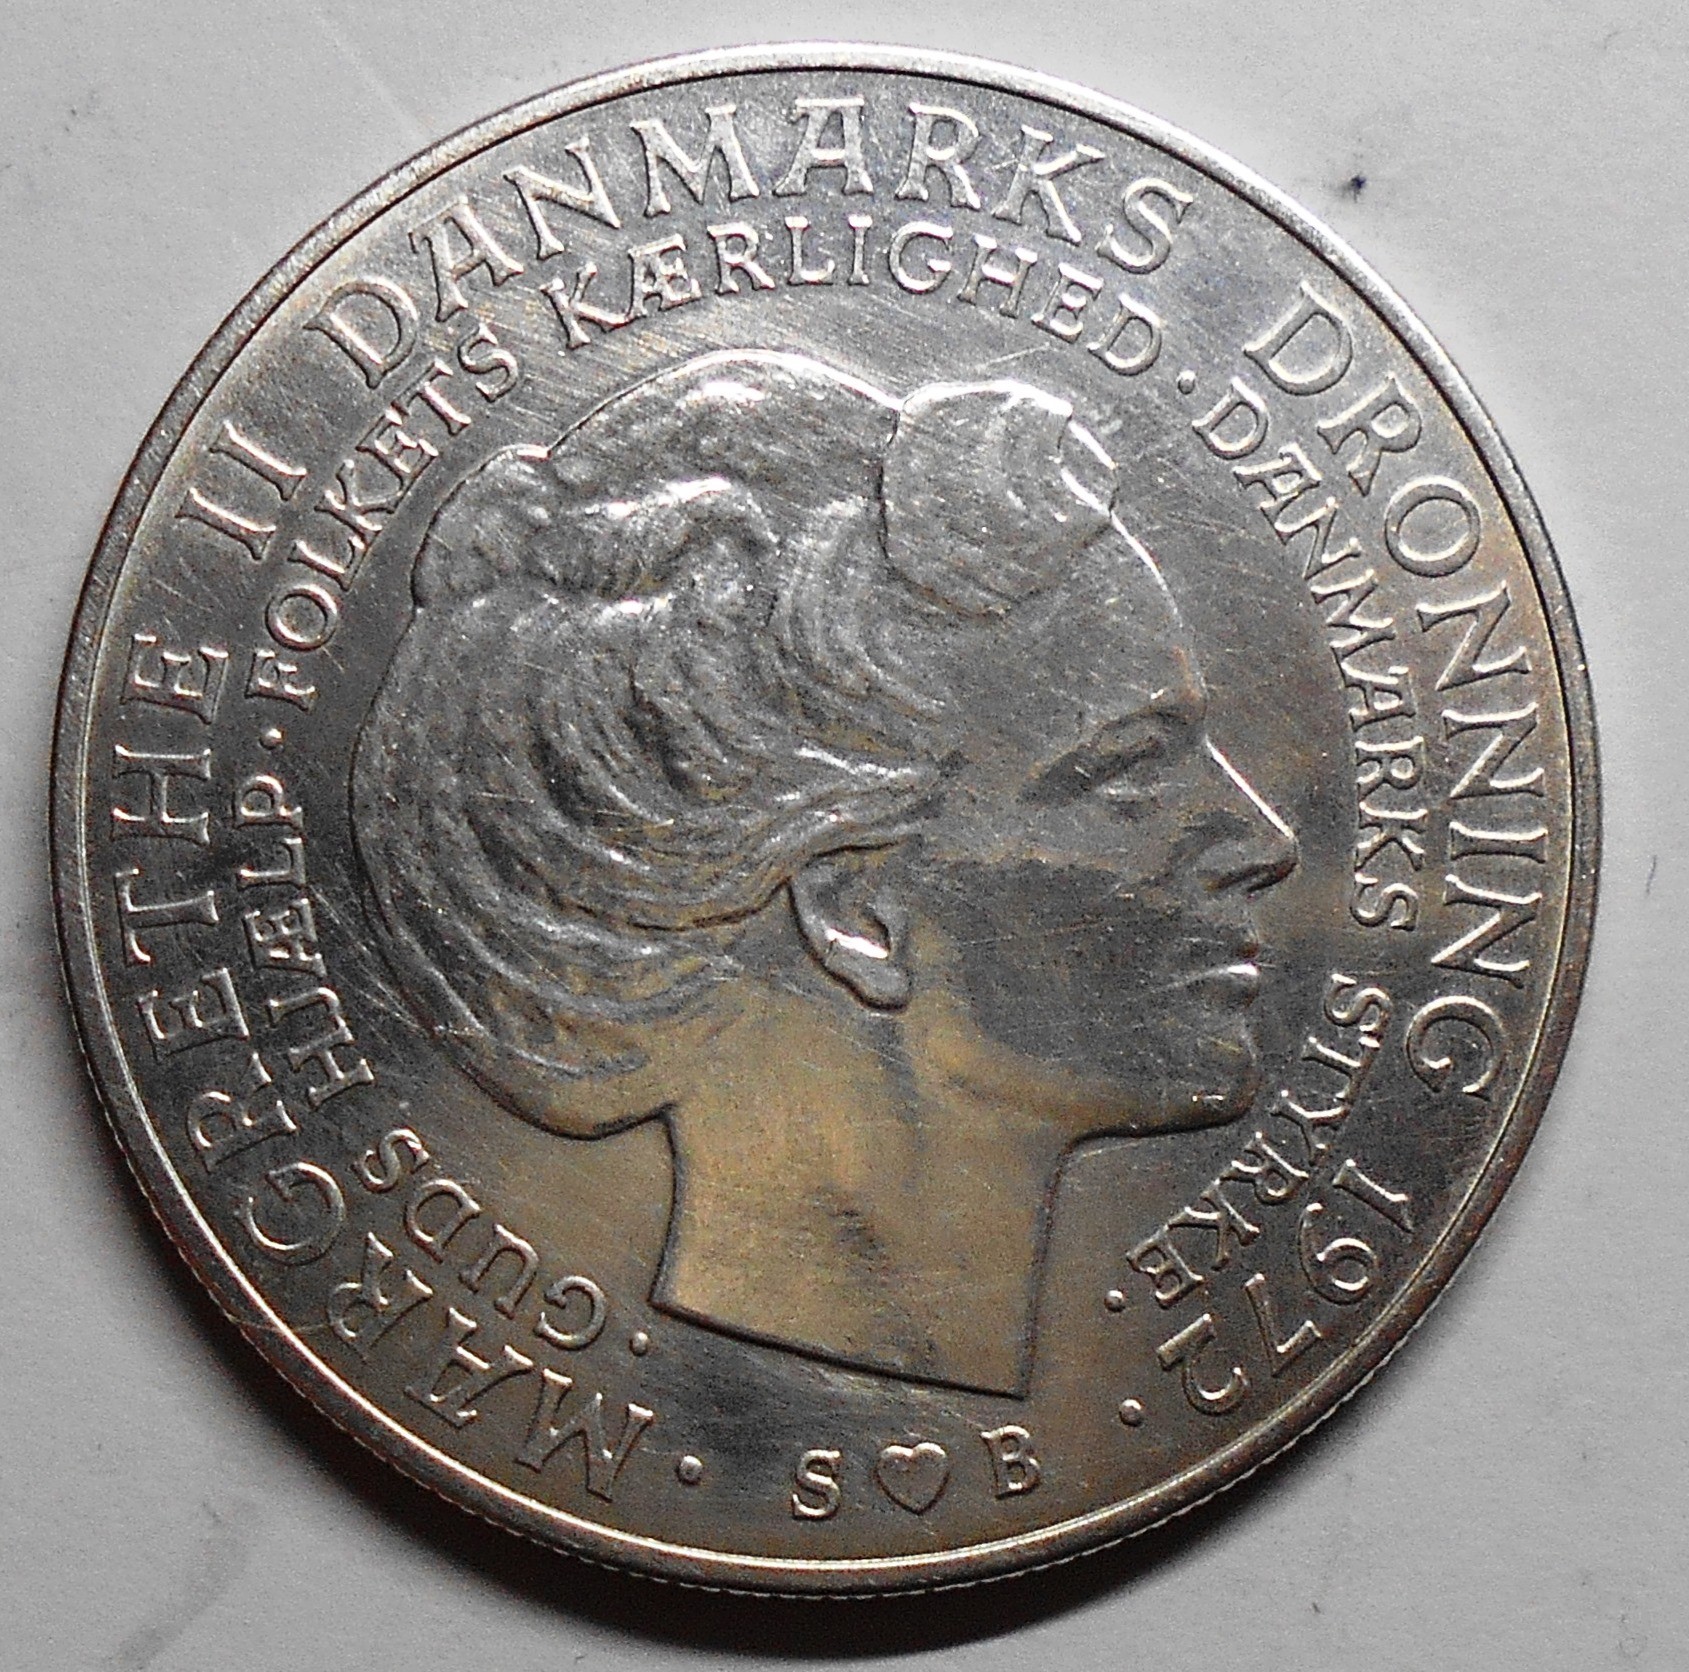 MARGRETHE II DANMARKS DRONNING 1972 ·
· GUDS HJÆLP · FOLKETS KÆRLIGHED · DANMARKS STYRKE ·
S ♥ B ·